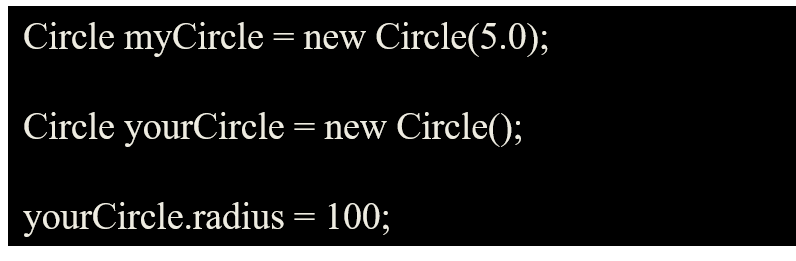 Circle myCircle = new Circle(5.0);
Circle yourCircle = new Circle();
yourCircle.radius = 100;